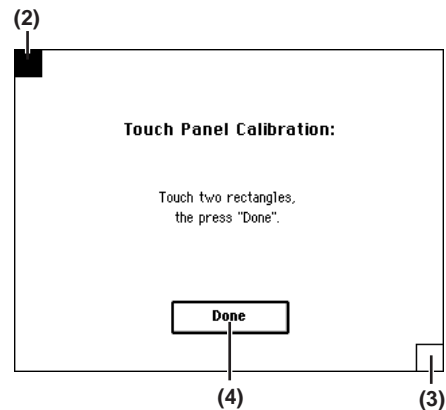 (2)
Touch Panel Calibration:
Touch two rectangles,
the press "Done".
Done
(4)
(3)